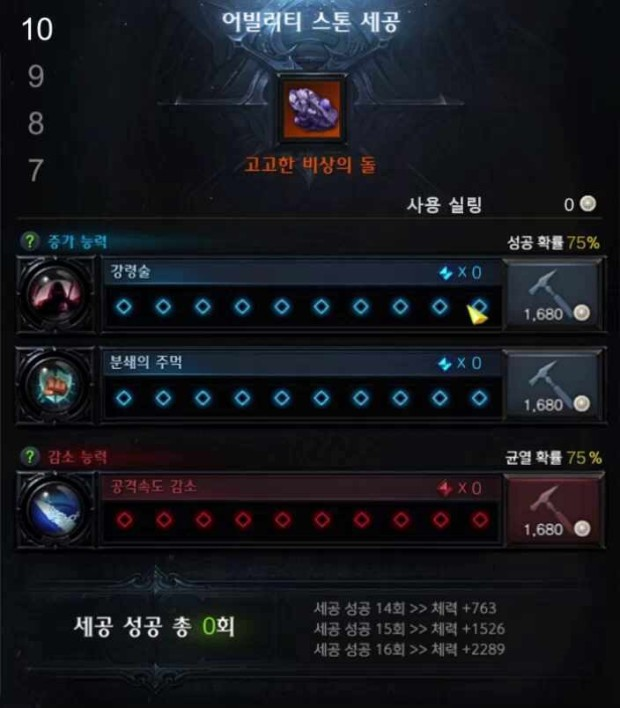 10
9
8
7
어빌리티 스톤 세공
고고한 비상의 돌
사용 실링 0
? 증가 능력 성공 확률 75%
강령술 X 0
1,680
분쇄의 주먹 X 0
1,680
? 감소 능력 균열 확률 75%
공격속도 감소 X 0
1,680
세공 성공 총 0회
세공 성공 14회 >> 체력 +763
세공 성공 15회 >> 체력 +1526
세공 성공 16회 >> 체력 +2289